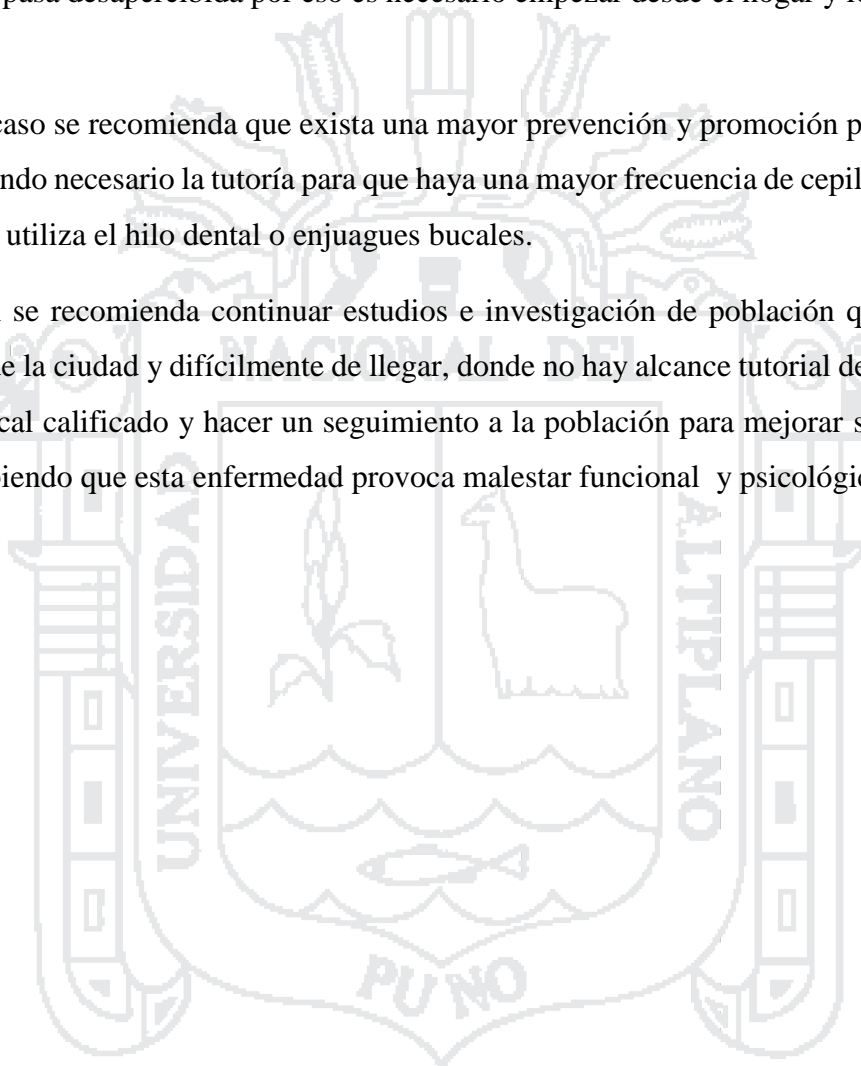 pasa desapercibida por eso es necesario empezar desde el hogar y
caso se recomienda que exista una mayor prevención y promoción p
ndo necesario la tutoría para que haya una mayor frecuencia de cepil
utiliza el hilo dental o enjuagues bucales.
se recomienda continuar estudios e investigación de población q
e la ciudad y difícilmente de llegar, donde no hay alcance tutorial de
cal calificado y hacer un seguimiento a la población para mejorar s
biendo que esta enfermedad provoca malestar funcional y psicológic
NACIONAL DEL
UNIVERSIDAD
ALTIPLANO
PUNO